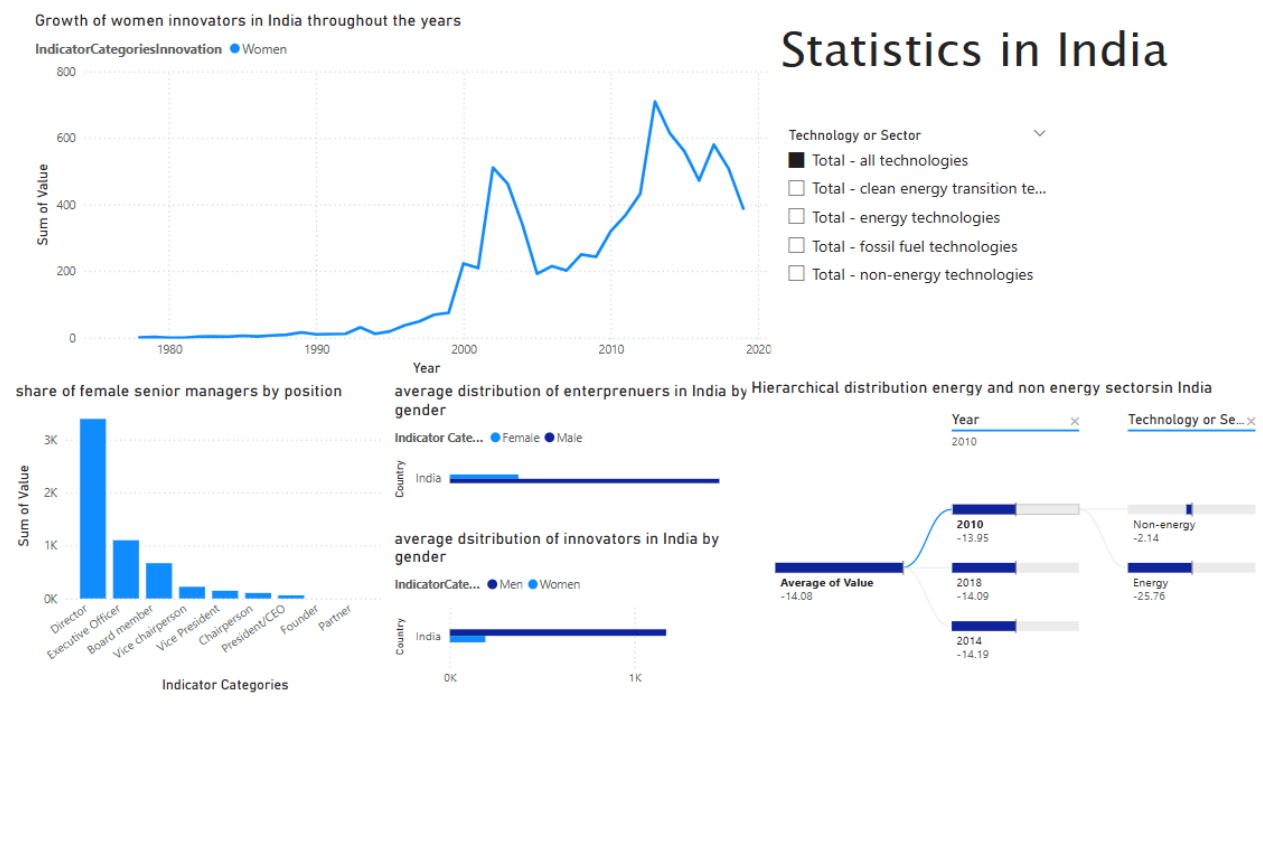 Growth of women innovators in India throughout the years
IndicatorCategoriesInnovation Women
800
600
400
200
0
Sum of Value
1980 1990 2000 2010 2020
Year
Statistics in India
Technology or Sector
Total - all technologies
Total - clean energy transition te...
Total - energy technologies
Total - fossil fuel technologies
Total - non-energy technologies
share of female senior managers by position
3K
2K
1K
0K
Sum of Value
Director
Executive Officer
Board member
Vice chairperson
Vice President
Chairperson
President/CEO
Founder
Partner
Indicator Categories
average distribution of enterprenuers in India by
gender
Indicator Cate... Female Male
Country
India
average dsitribution of innovators in India by
gender
IndicatorCate... Men Women
Country
India
0K 1K
Hierarchical distribution energy and non energy sectorsin India
Year
2010
Technology or Se...
Average of Value
-14.08
2010
-13.95
2018
-14.09
2014
-14.19
Non-energy
-2.14
Energy
-25.76